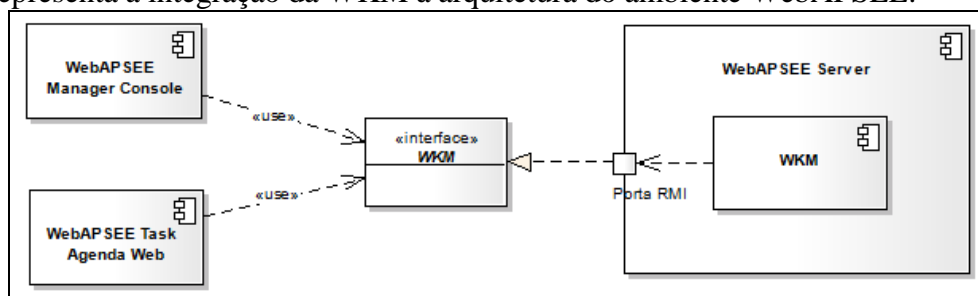 epresenta a integração da WKM à arquitetura do ambiente WebAPSEE.
WebAPSEE
Manager Console
«use»
«interface»
WKM
«use»
WebAPSEE Task
Agenda Web
WebAPSEE Server
Porta RMI
WKM